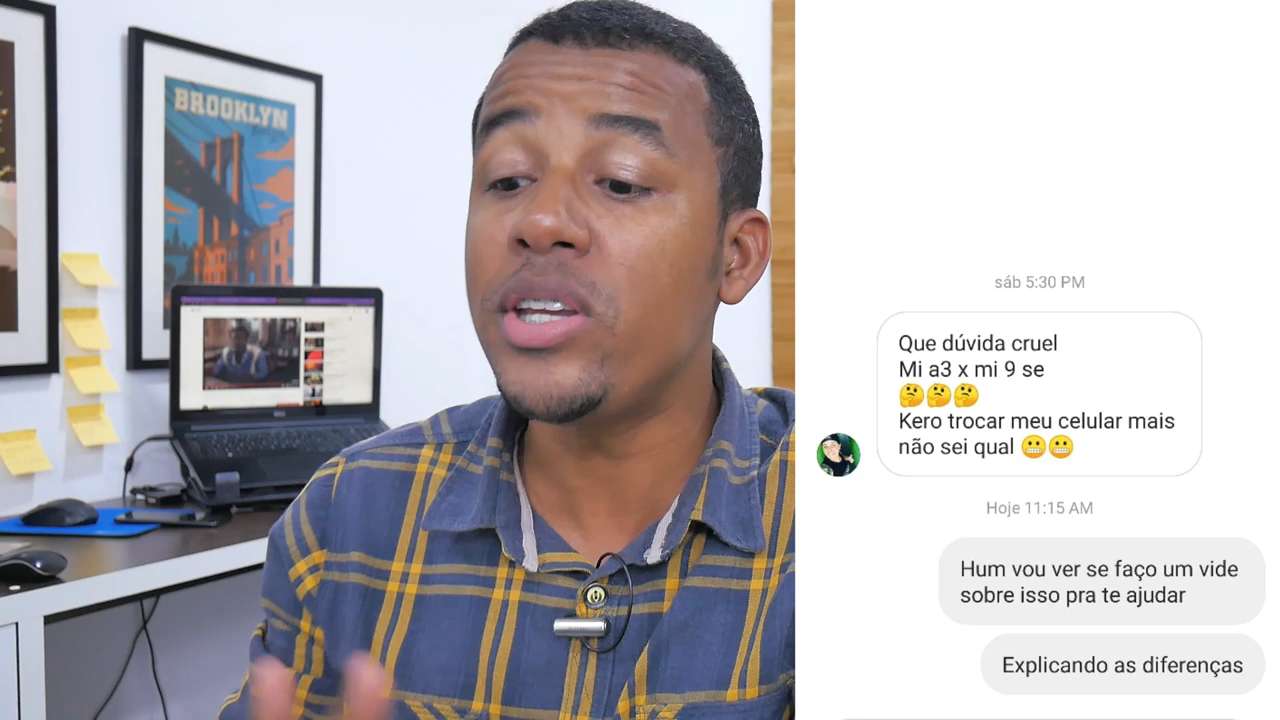 BROOKLYN
sáb 5:30 PM
Que dúvida cruel
Mi a3 x mi 9 se
🤔🤔🤔
Kero trocar meu celular mais
não sei qual 😬😬
Hoje 11:15 AM
Hum vou ver se faço um vide
sobre isso pra te ajudar
Explicando as diferenças